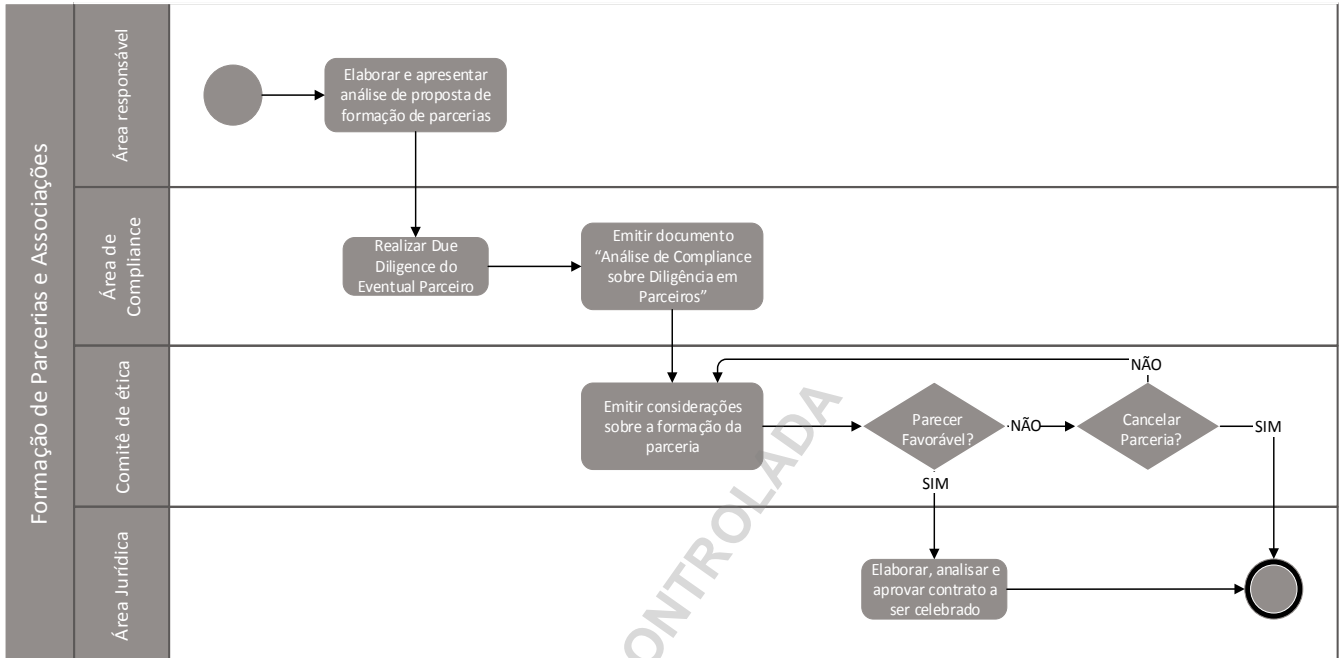 Formação de Parcerias e Associações
Área responsável
Elaborar e apresentar
análise de proposta de
formação de parcerias
Área de
Compliance
Realizar Due
Diligence do
Eventual Parceiro
Emitir documento
“Análise de Compliance
sobre Diligência em
Parceiros”
Comitê de ética
Emitir considerações
sobre a formação da
parceria
Parecer
Favorável?
NÃO
Cancelar
Parceria?
NÃO
SIM
SIM
Área Jurídica
Elaborar, analisar e
aprovar contrato a
ser celebrado
ONTROLADA